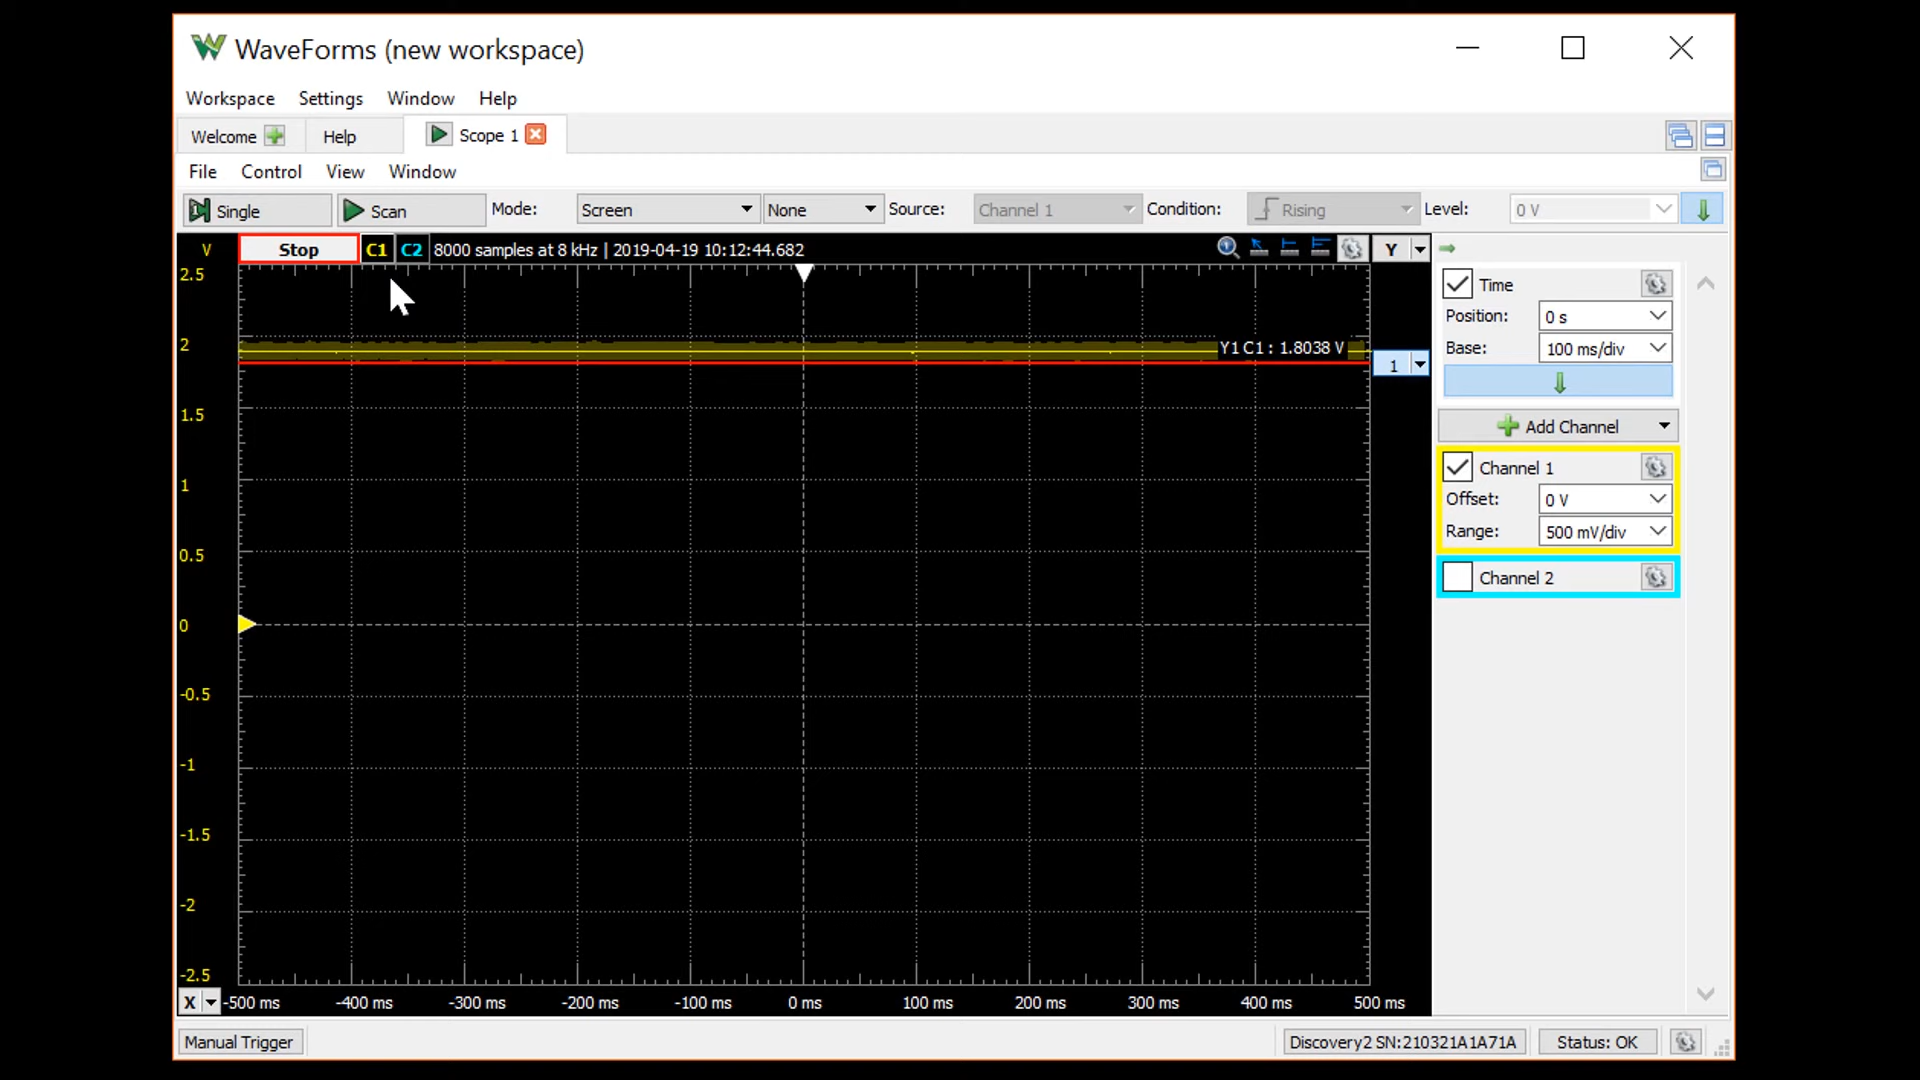 WaveForms (new workspace)
Workspace Settings Window Help
Welcome Help Scope 1
File Control View Window
Single Scan Mode: Screen None Source: Channel 1 Condition: Rising Level: 0 V
V Stop C1 C2 8000 samples at 8 kHz | 2019-04-19 10:12:44.682 Y
2.5
2
1.5
1
0.5
0
-0.5
-1
-1.5
-2
-2.5
Y1 C1 : 1.8038 V
1
X -500 ms -400 ms -300 ms -200 ms -100 ms 0 ms 100 ms 200 ms 300 ms 400 ms 500 ms
Time
Position: 0 s
Base: 100 ms/div
Add Channel
Channel 1
Offset: 0 V
Range: 500 mV/div
Channel 2
Manual Trigger Discovery2 SN:210321A1A71A Status: OK